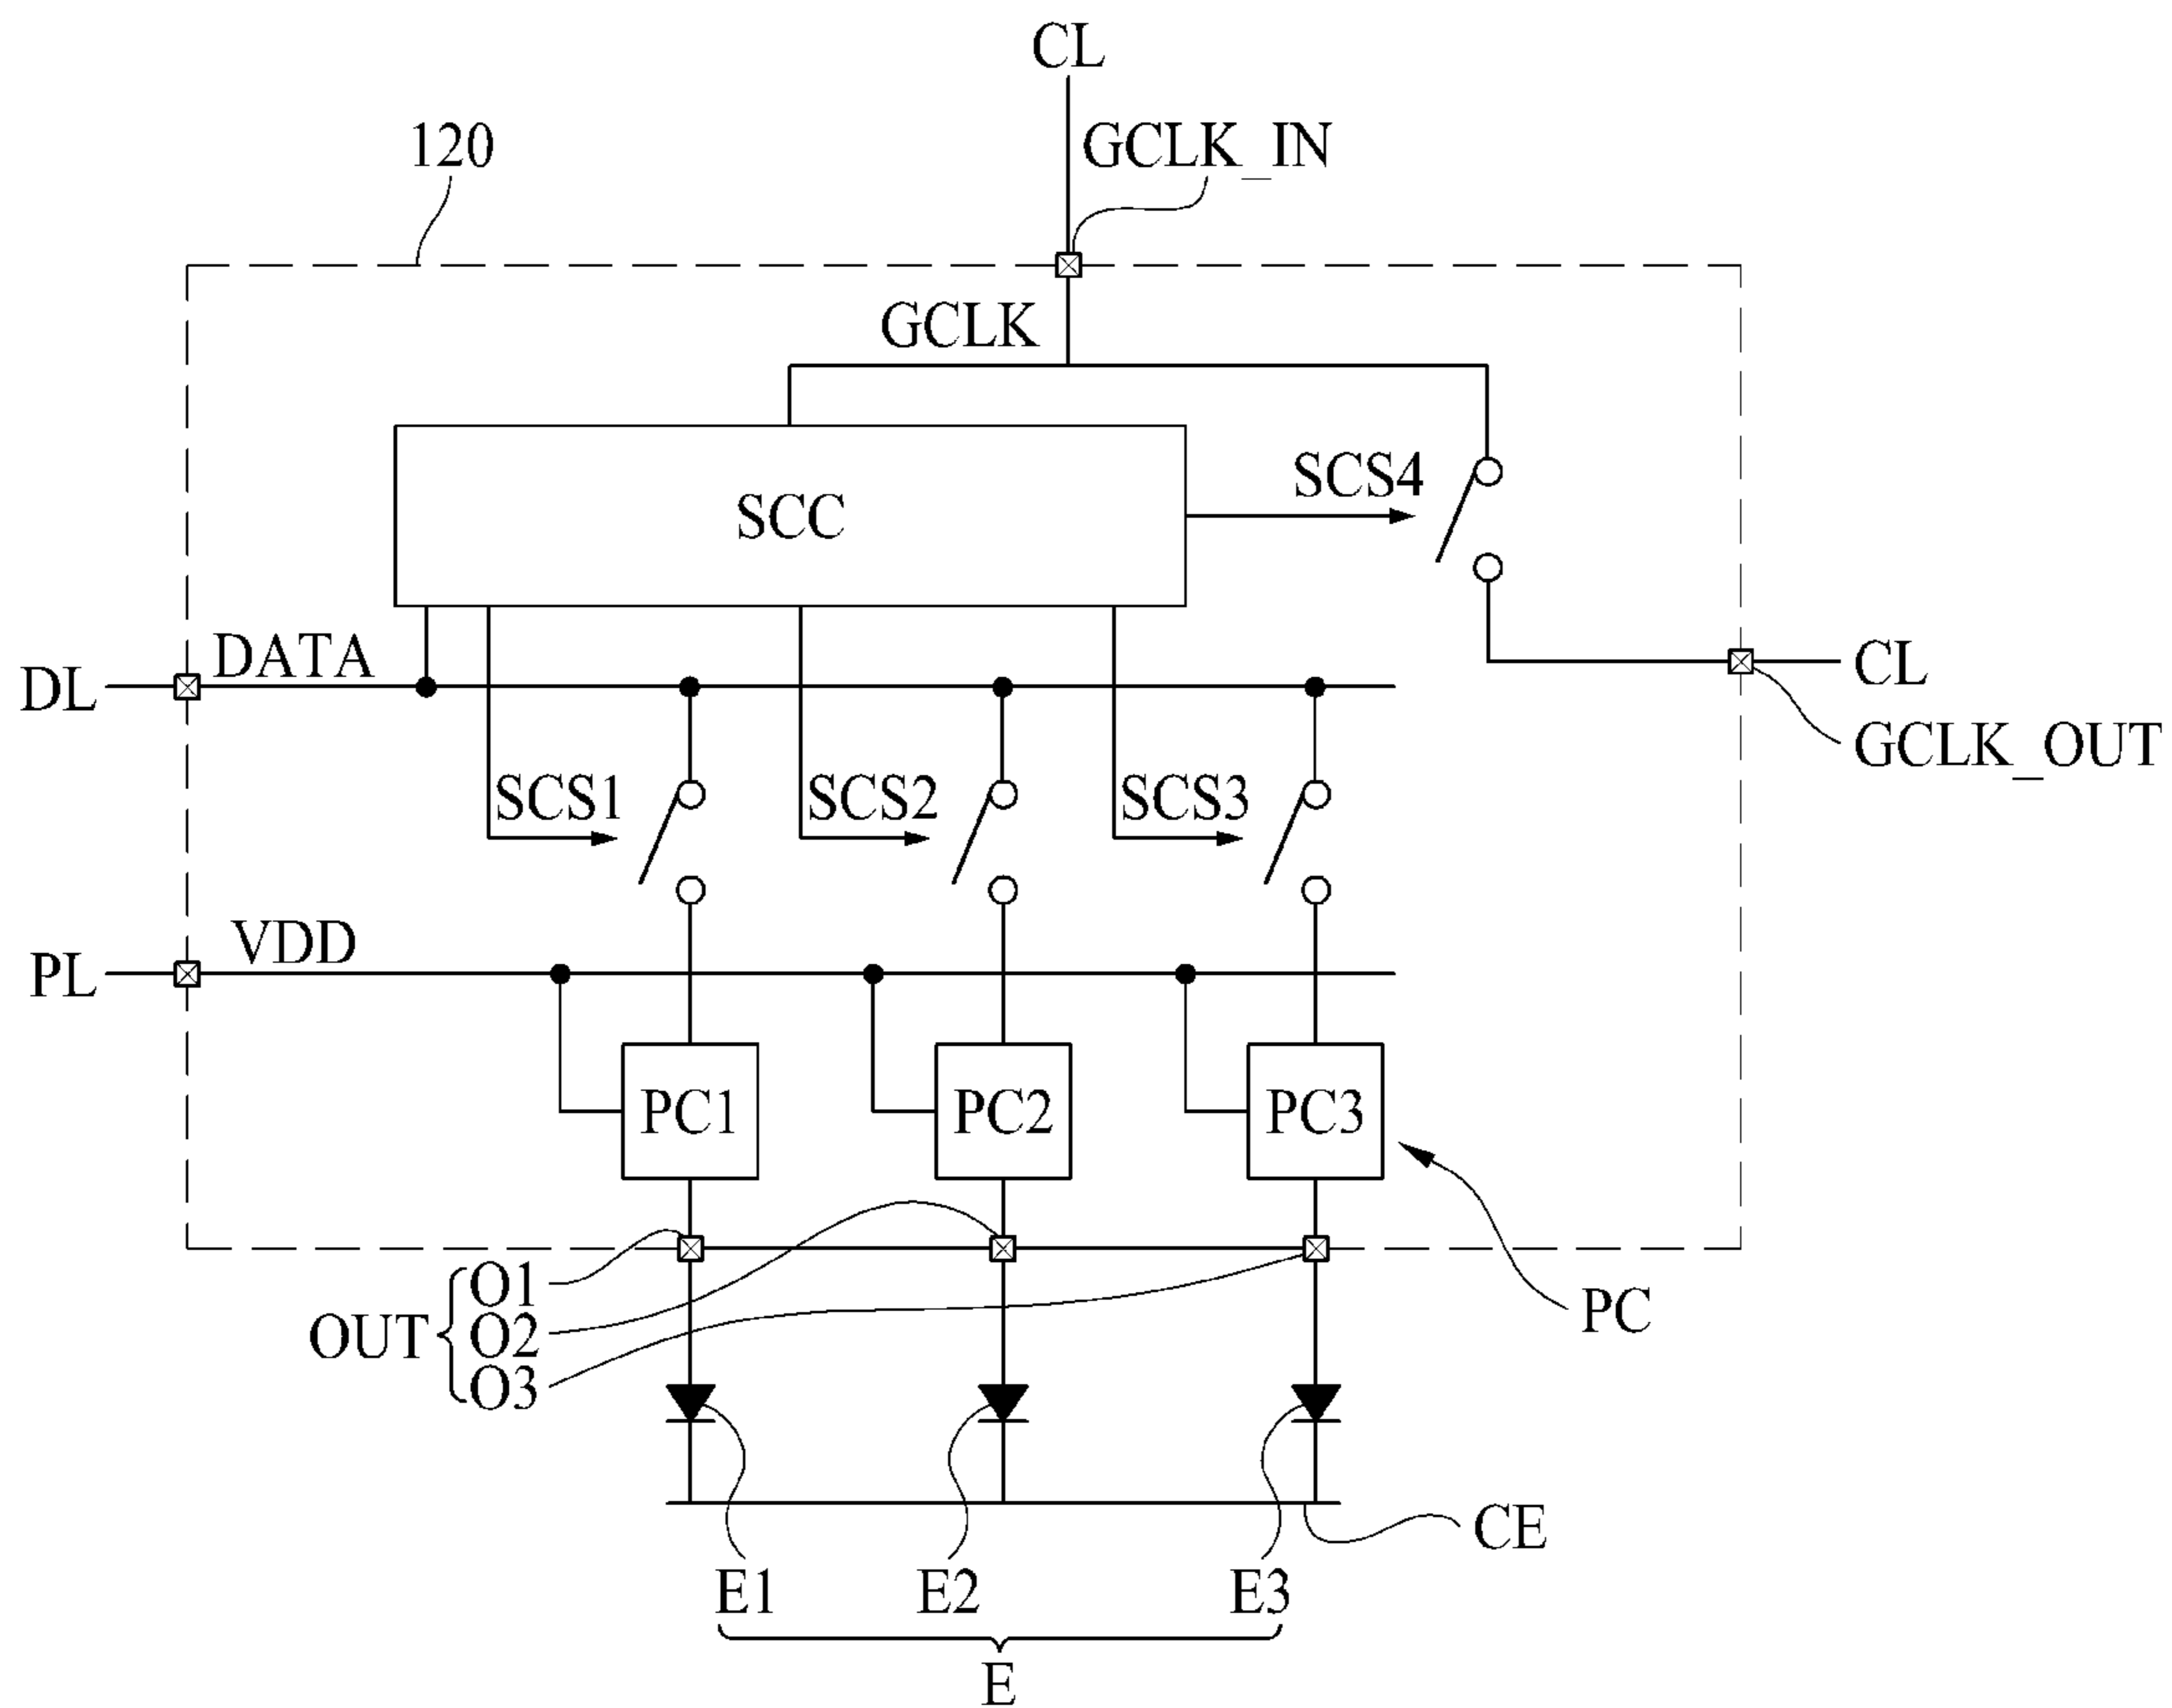 CL
120
GCLK_IN
GCLK
SCC
SCS4
DATA
DL
CL
GCLK_OUT
SCS1
SCS2
SCS3
VDD
PL
PC1
PC2
PC3
O1
OUT
O2
O3
PC
CE
E1
E2
E3
E